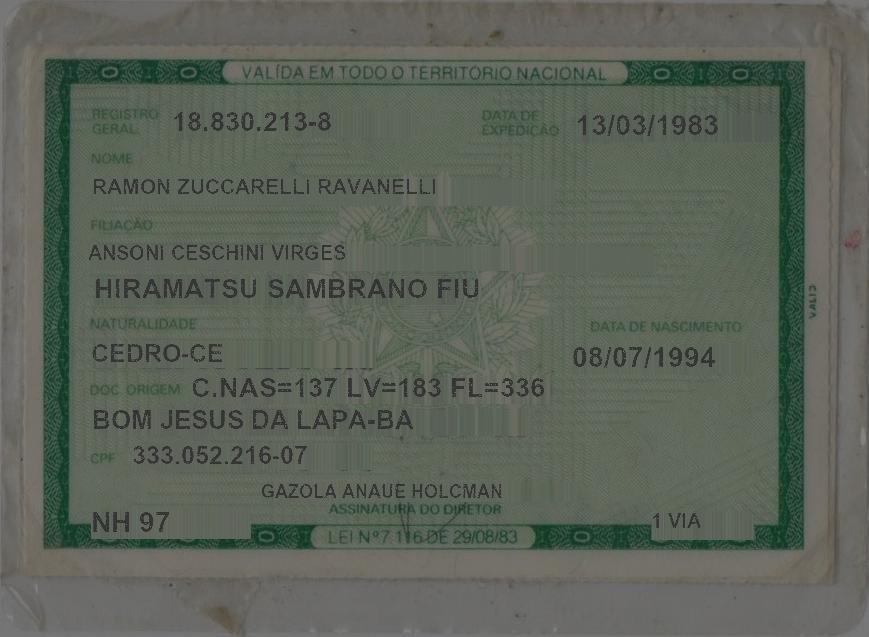 VALÍDA EM TODO O TERRITÓRIO NACIONAL
REGISTRO GERAL 18.830.213-8 DATA DE EXPEDIÇÃO 13/03/1983
NOME
RAMON ZUCCARELLI RAVANELLI
FILIAÇÃO
ANSONI CESCHINI VIRGES
HIRAMATSU SAMBRANO FIU
NATURALIDADE DATA DE NASCIMENTO
CEDRO-CE 08/07/1994
DOC ORIGEM C.NAS=137 LV=183 FL=336
BOM JESUS DA LAPA-BA
CPF 333.052.216-07
GAZOLA ANAUE HOLCMAN
ASSINATURA DO DIRETOR
NH 97 1 VIA
LEI Nº 7.116 DE 29/08/83
VALID